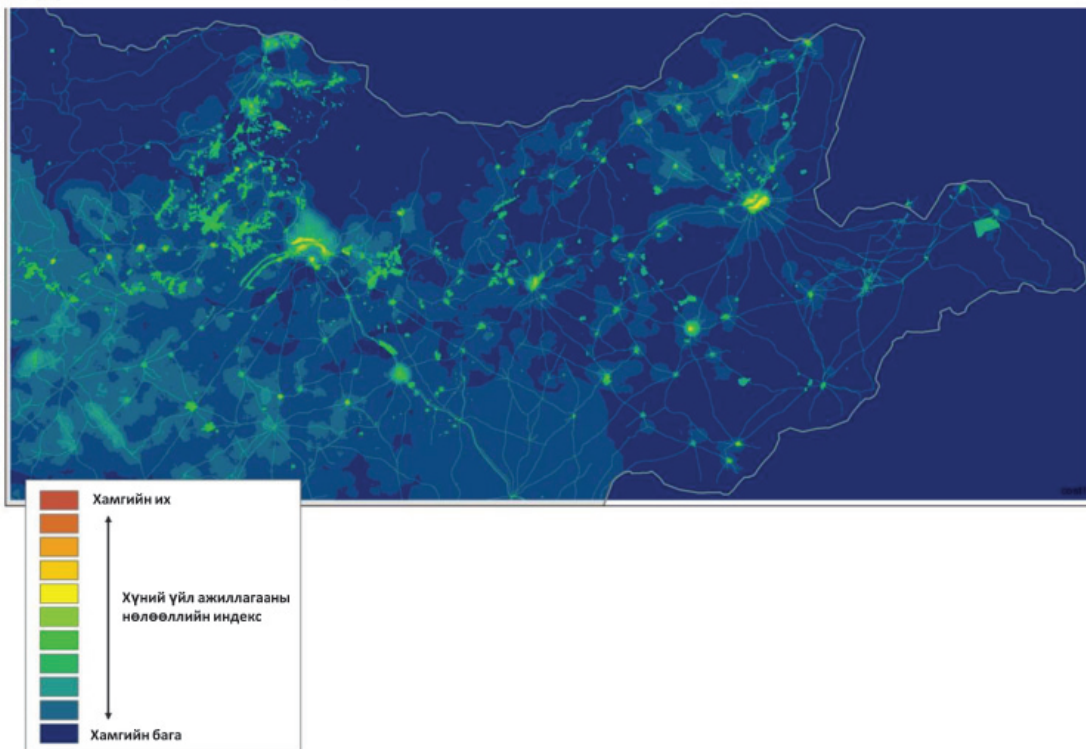 Хамгийн их
Хүний үйл ажиллагааны
нөлөөллийн индекс
Хамгийн бага